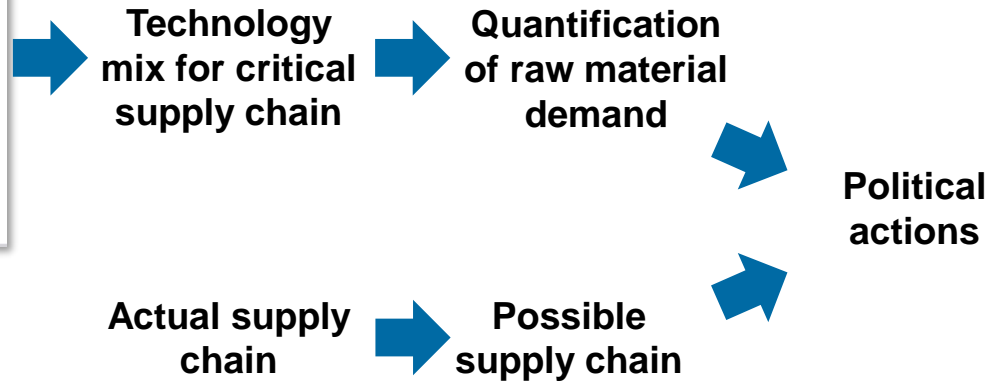 Technology
mix for critical
supply chain
Quantification
of raw material
demand
Political
actions
Actual supply
chain
Possible
supply chain